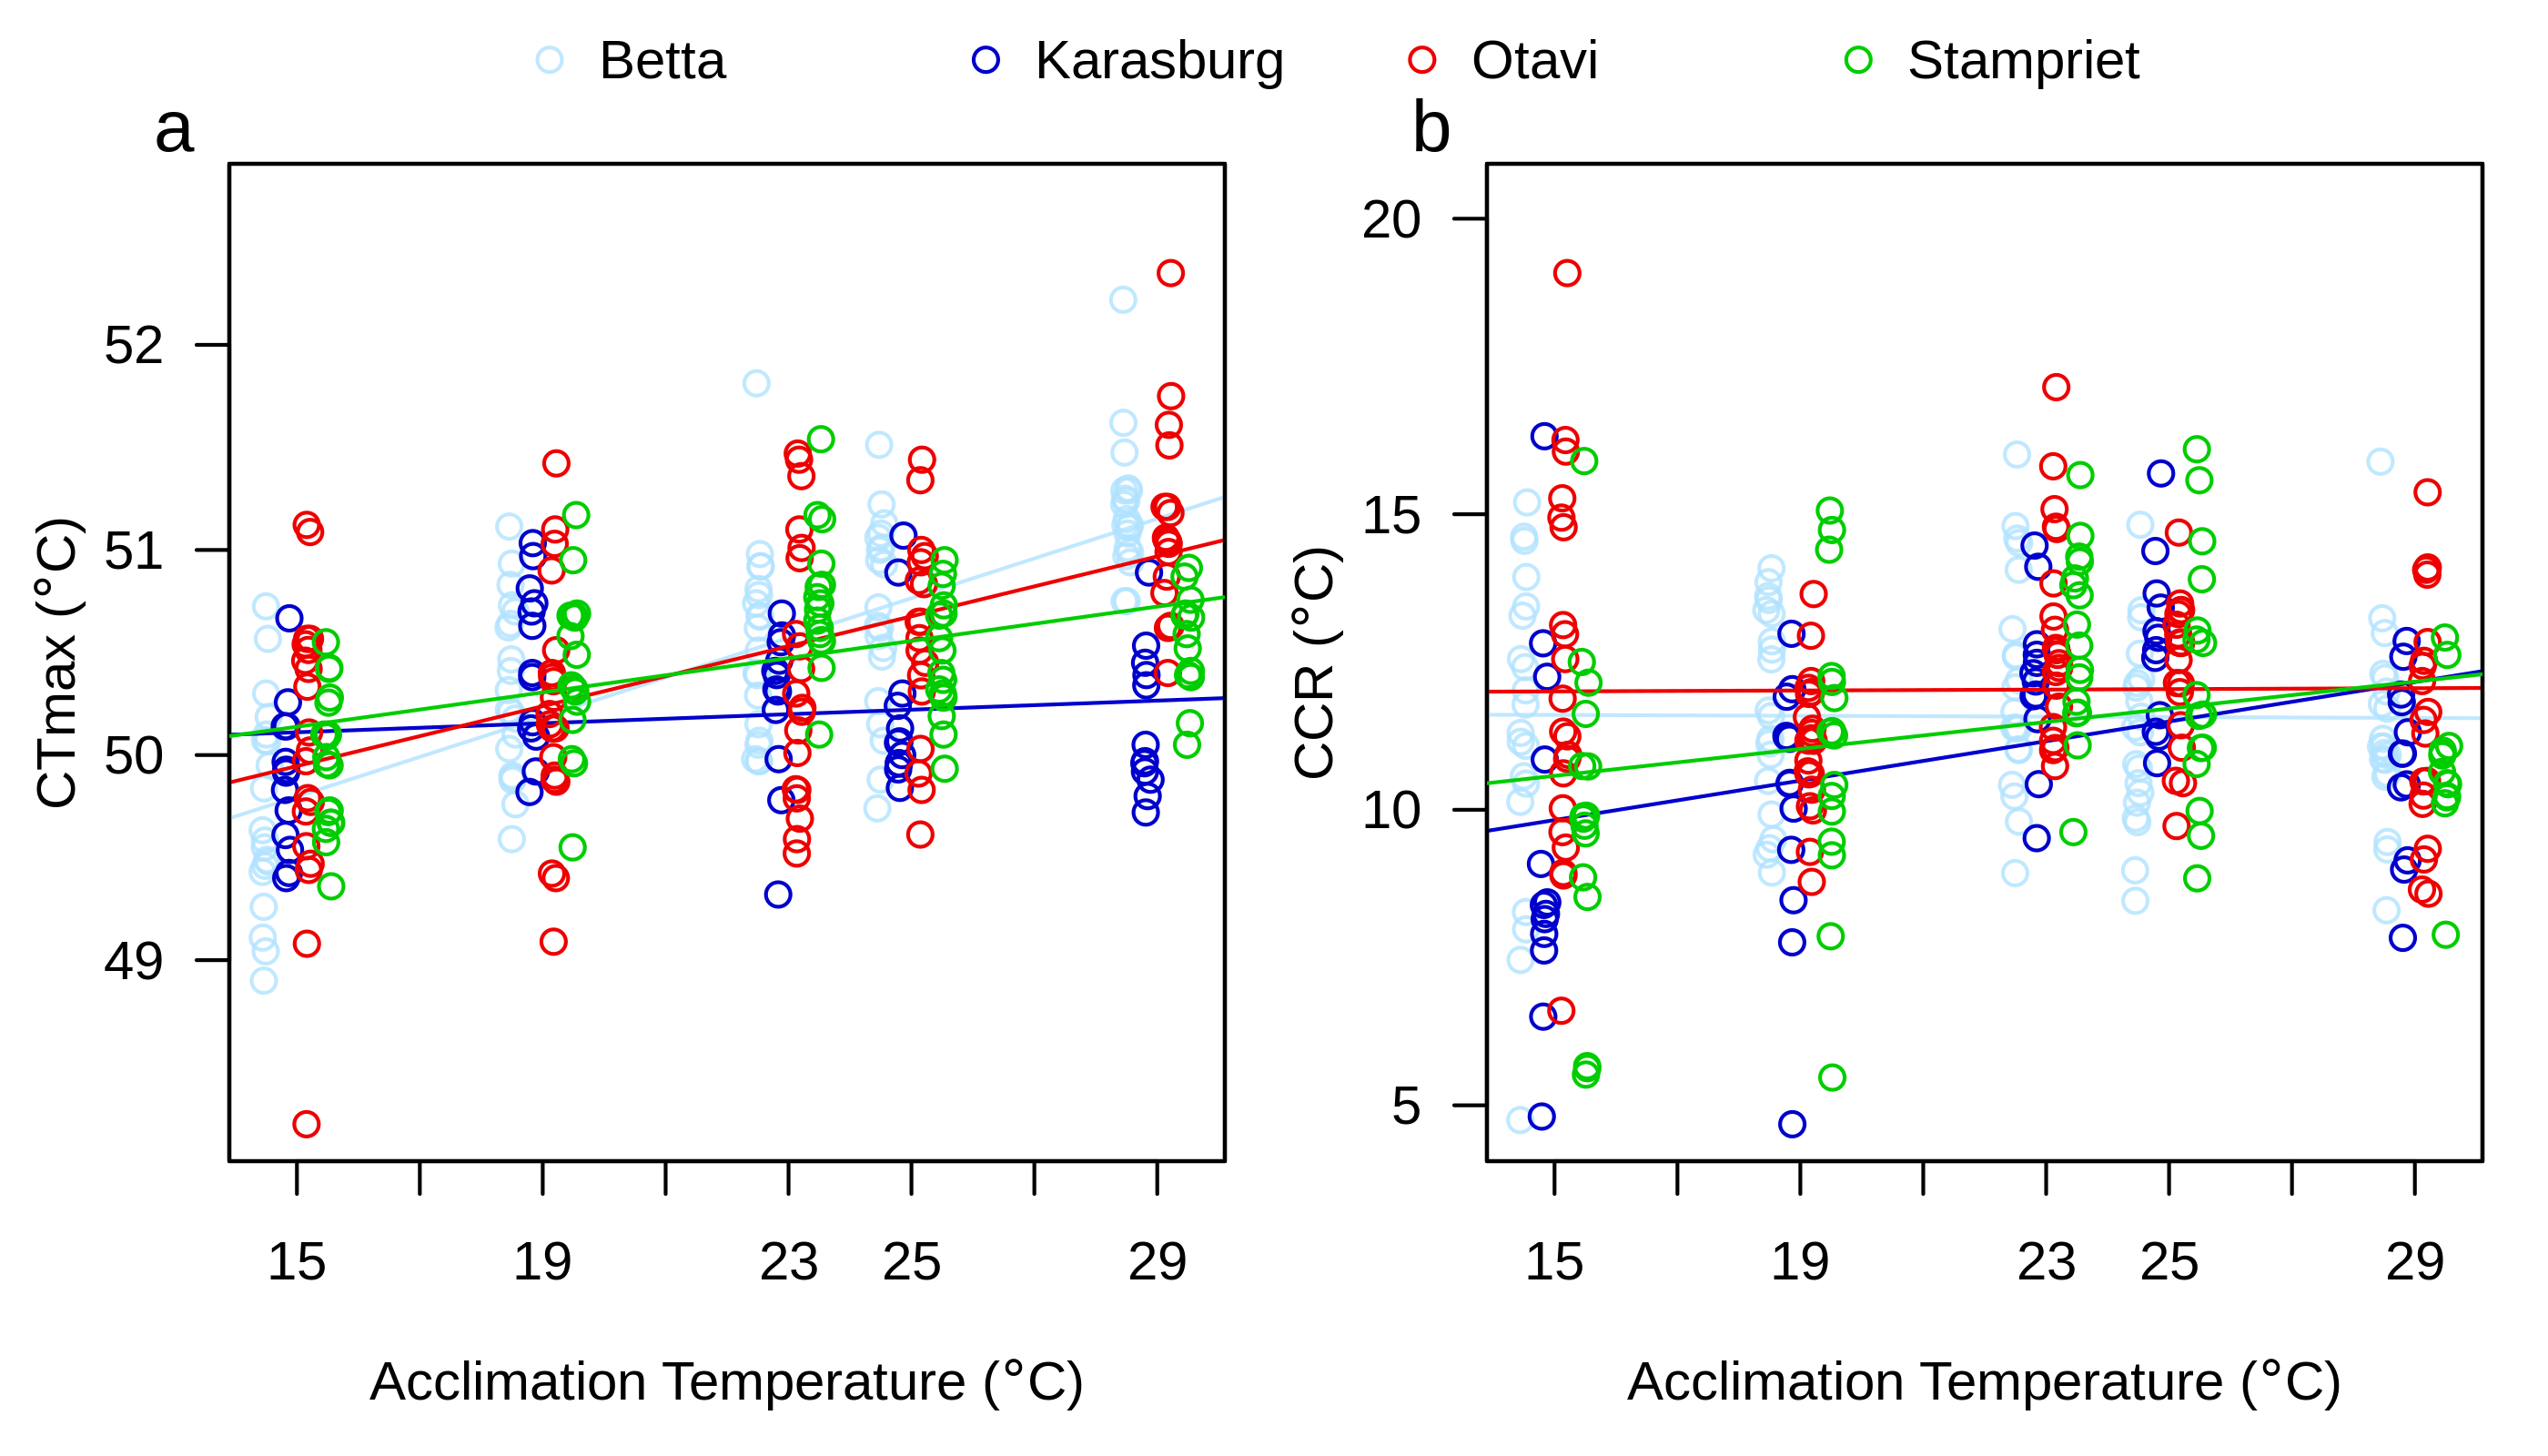 Betta Karasburg Otavi Stampriet
a
b
CTmax (°C)
52
51
50
49
15 19 23 25 29
Acclimation Temperature (°C)
CCR (°C)
20
15
10
5
15 19 23 25 29
Acclimation Temperature (°C)